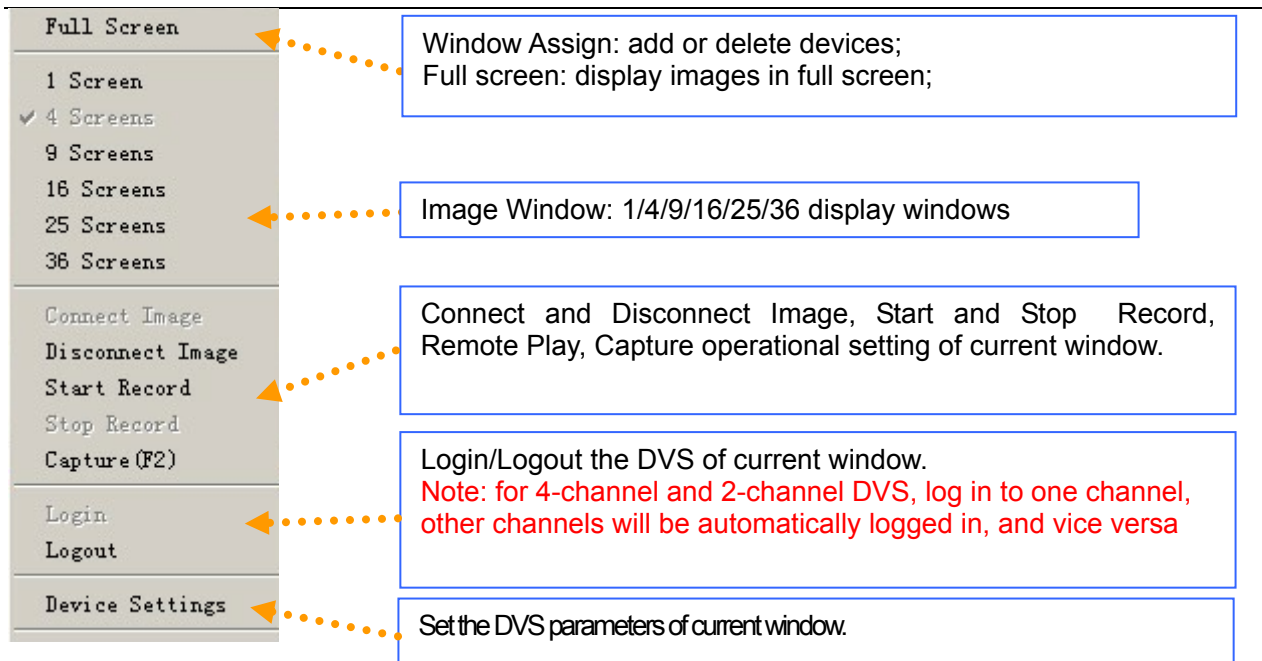 Full Screen
1 Screen
4 Screens
9 Screens
16 Screens
25 Screens
36 Screens
Connect Image
Disconnect Image
Start Record
Stop Record
Capture(F2)
Login
Logout
Device Settings
Window Assign: add or delete devices;
Full screen: display images in full screen;
Image Window: 1/4/9/16/25/36 display windows
Connect and Disconnect Image, Start and Stop Record,
Remote Play, Capture operational setting of current window.
Login/Logout the DVS of current window.
Note: for 4-channel and 2-channel DVS, log in to one channel,
other channels will be automatically logged in, and vice versa
Set the DVS parameters of current window.